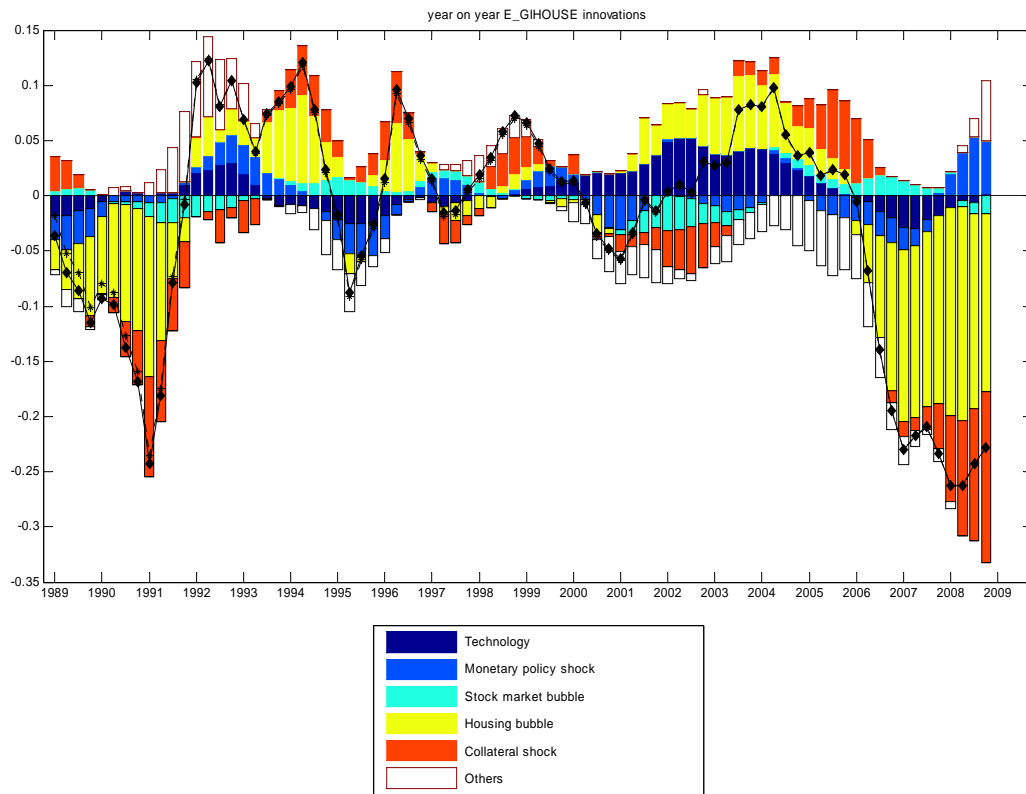 year on year E_GIHOUSE innovations
0.15
0.1
0.05
0
-0.05
-0.1
-0.15
-0.2
-0.25
-0.3
-0.35
1989 1990 1991 1992 1993 1994 1995 1996 1997 1998 1999 2000 2001 2002 2003 2004 2005 2006 2007 2008 2009
Technology
Monetary policy shock
Stock market bubble
Housing bubble
Collateral shock
Others